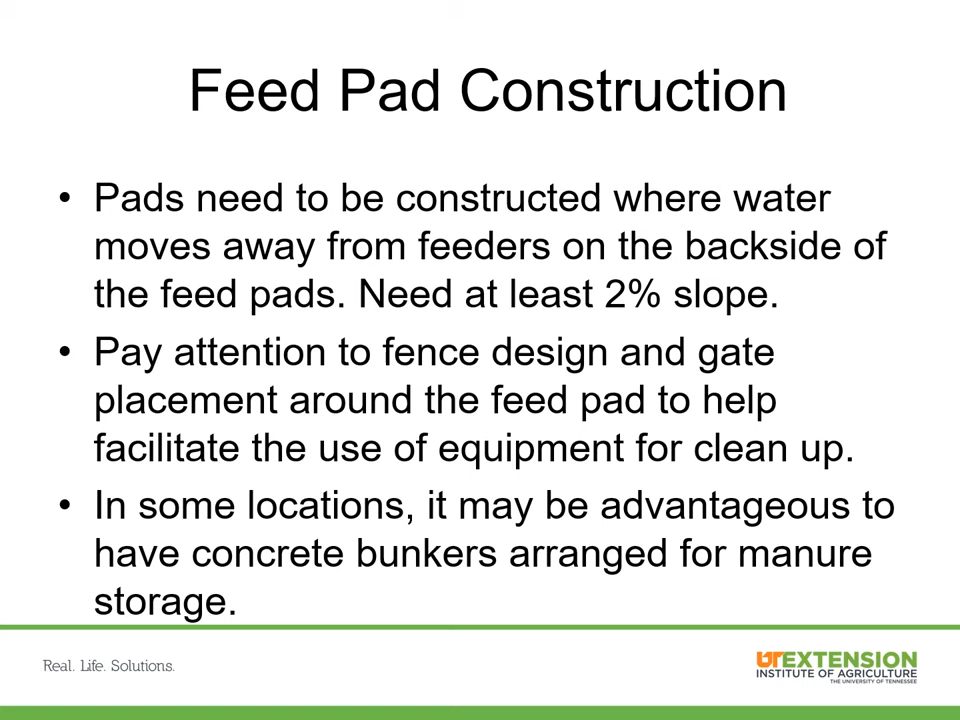 Feed Pad Construction
• Pads need to be constructed where water
moves away from feeders on the backside of
the feed pads. Need at least 2% slope.
• Pay attention to fence design and gate
placement around the feed pad to help
facilitate the use of equipment for clean up.
• In some locations, it may be advantageous to
have concrete bunkers arranged for manure
storage.
Real. Life. Solutions.
UTEXTENSION
INSTITUTE OF AGRICULTURE
THE UNIVERSITY OF TENNESSEE